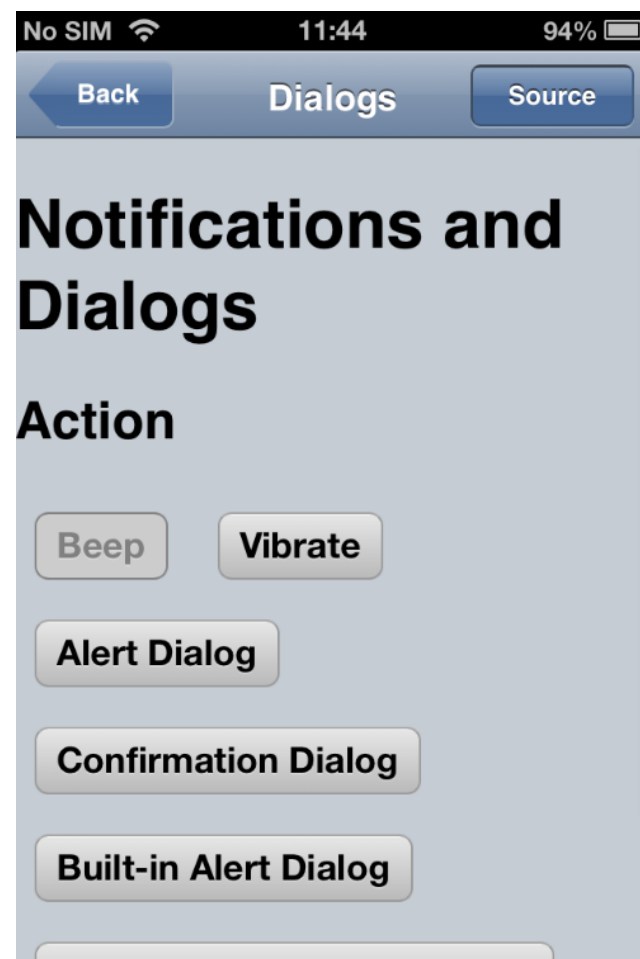 No SIM 11:44 94%
Back Dialogs Source
Notifications and
Dialogs
Action
Beep Vibrate
Alert Dialog
Confirmation Dialog
Built-in Alert Dialog